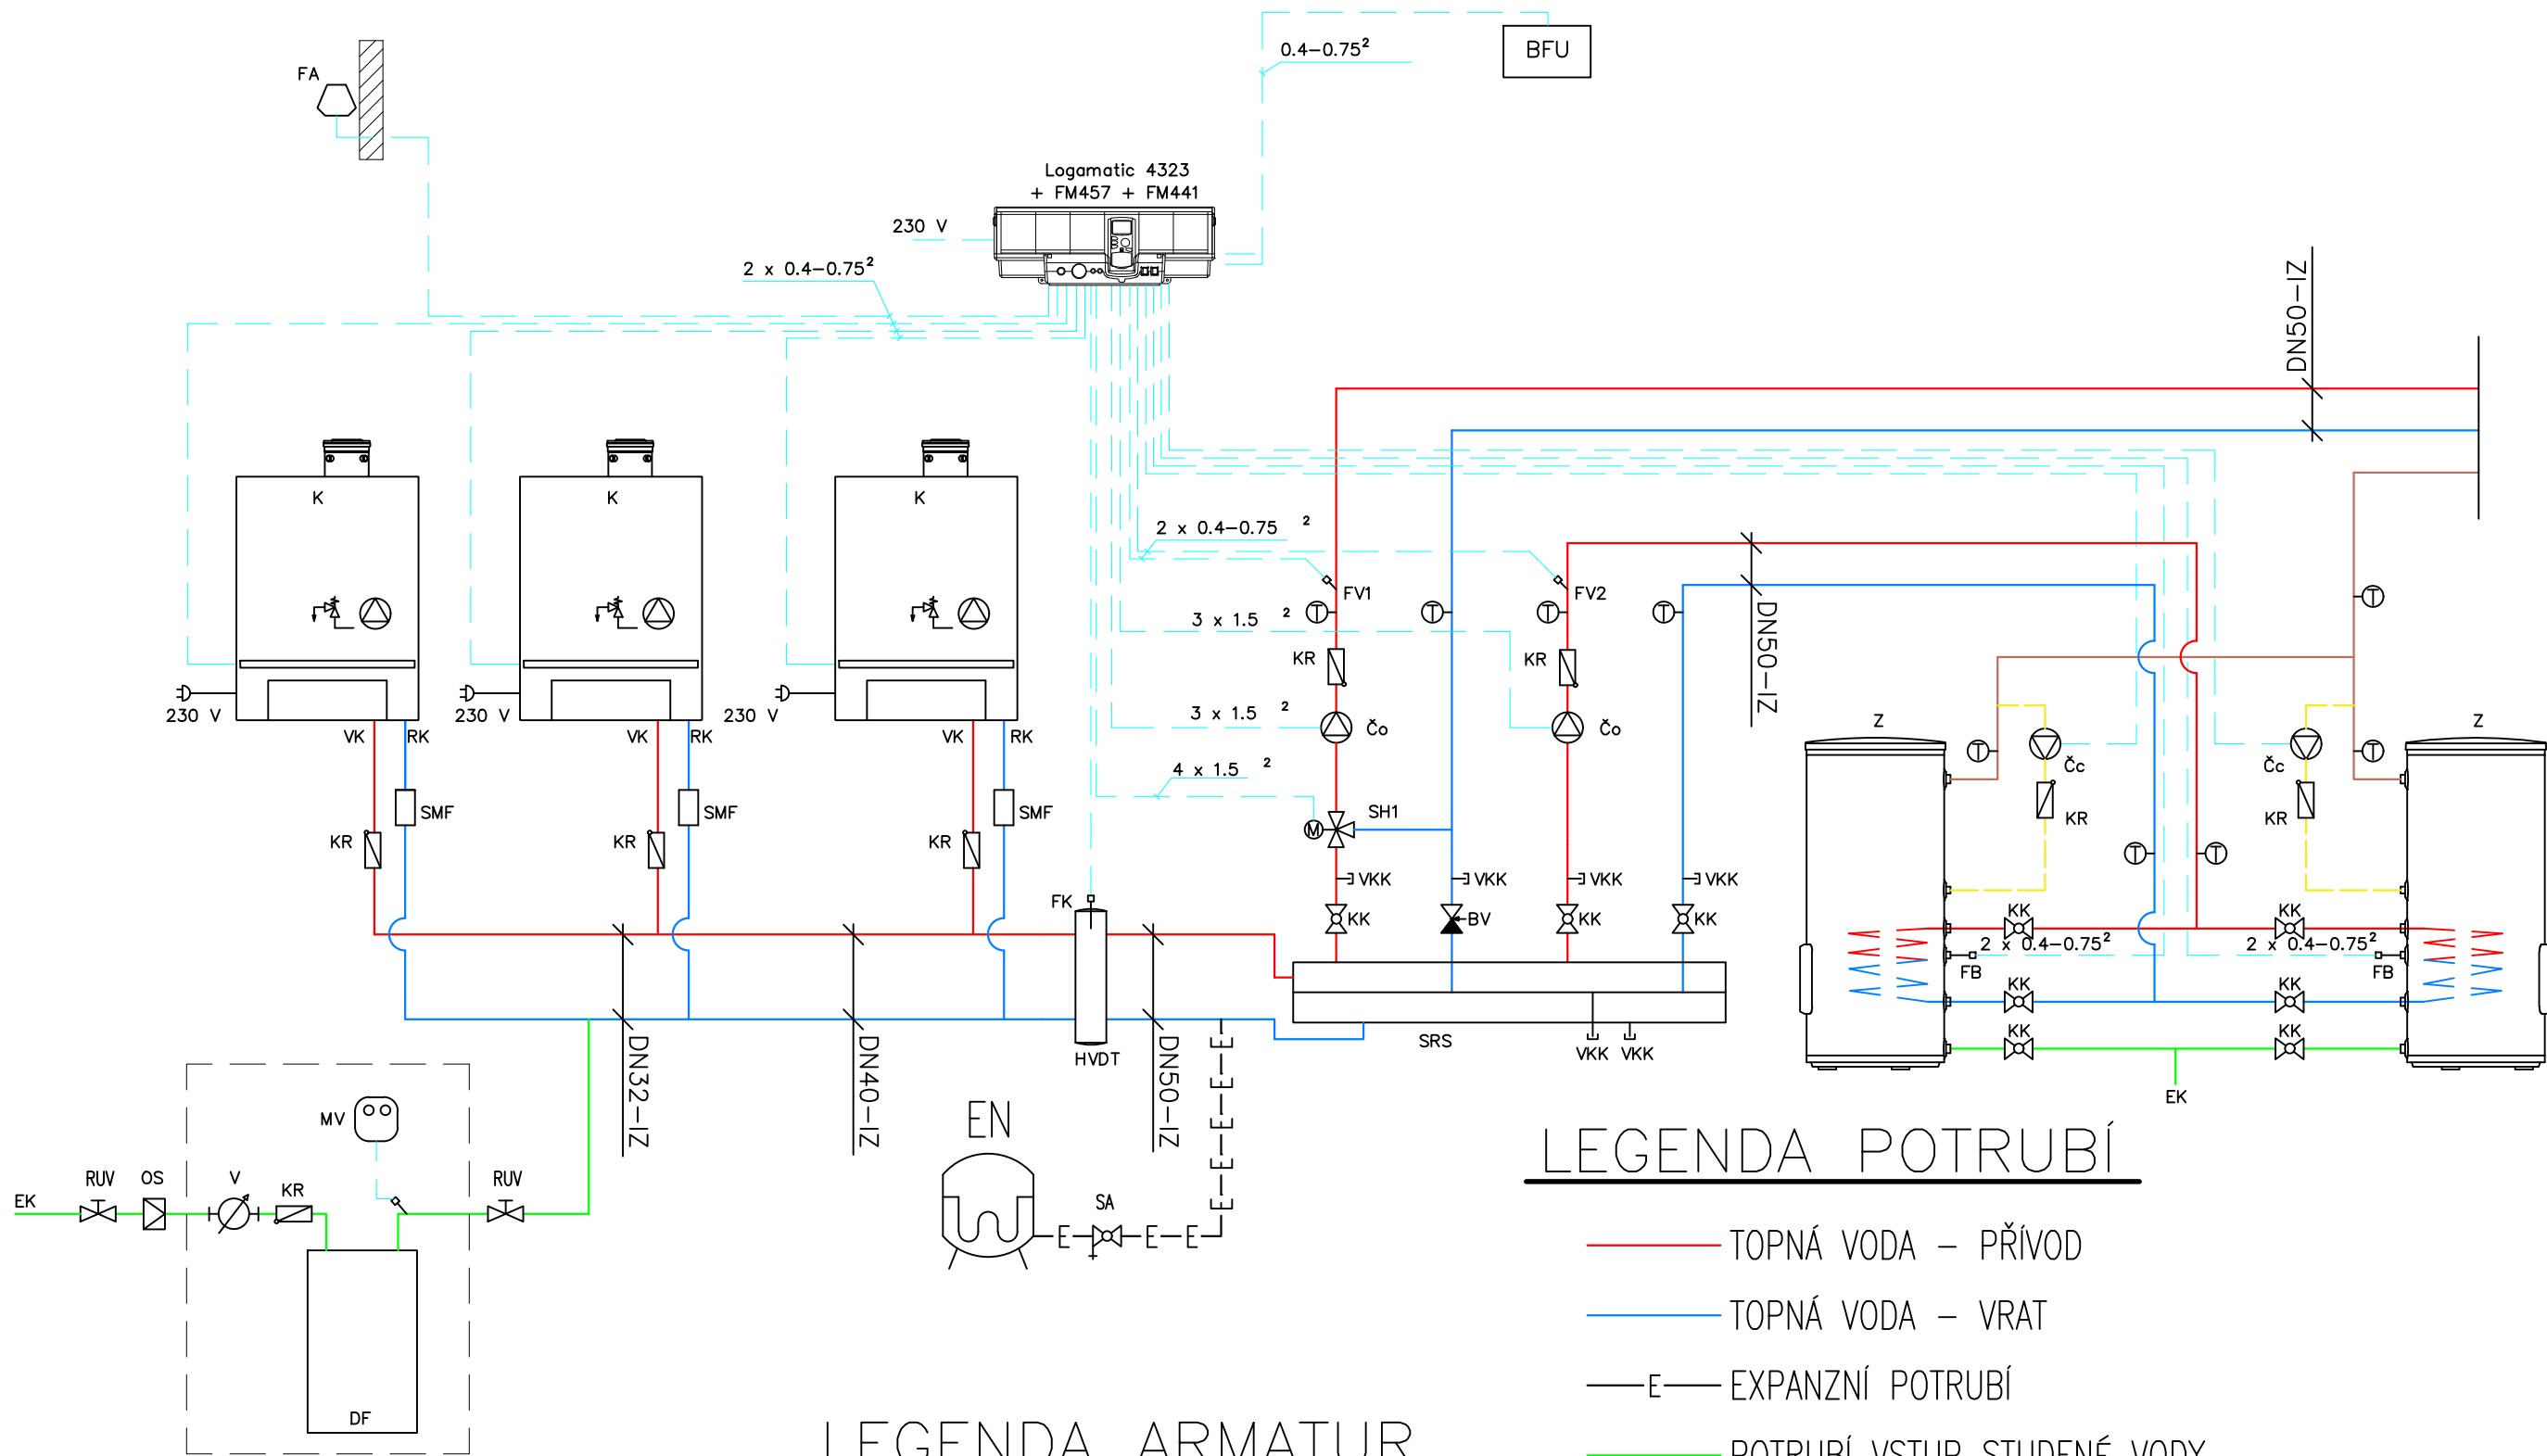 BFU
0.4-0.75²
FA
Logamatic 4323
+ FM457 + FM441
230 V
2 x 0.4-0.75²
DN50-IZ
K
K
K
2 x 0.4-0.75 ²
FV1
FV2
3 x 1.5 ²
KR
KR
DN50-IZ
230 V
230 V
230 V
3 x 1.5 ²
Čo
Čo
VK
RK
VK
RK
VK
RK
Z
Z
T
T
T
T
T
T
T
T
T
Čc
Čc
4 x 1.5 ²
SMF
SMF
SMF
SH1
M
KR
KR
KR
KR
KR
VKK
VKK
VKK
VKK
FK
KK
BV
KK
KK
KK
KK
2 x 0.4-0.75²
2 x 0.4-0.75²
FB
FB
KK
KK
KK
KK
HVDT
SRS
VKK
VKK
DN32-IZ
DN40-IZ
DN50-IZ
E
E
E
E
E
EK
MV
EN
LEGENDA POTRUBÍ
RUV
OS
V
KR
RUV
EK
SA
E
E
E
TOPNÁ VODA - PŘÍVOD
TOPNÁ VODA - VRAT
E
EXPANZNÍ POTRUBÍ
DF
LEGENDA ARMATUR
POTRUBÍ VSTUP STUDENÉ VODY